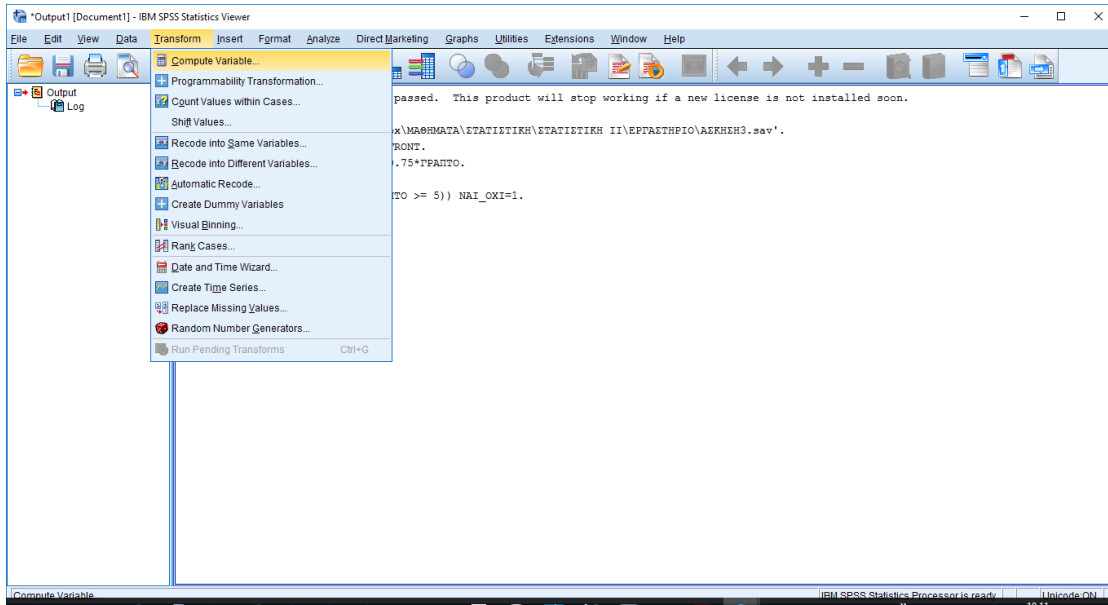 *Output1 [Document1] - IBM SPSS Statistics Viewer
File Edit View Data Transform Insert Format Analyze Direct Marketing Graphs Utilities Extensions Window Help
Compute Variable...
Programmability Transformation...
Count Values within Cases...
Shift Values...
Recode into Same Variables...
Recode into Different Variables...
Automatic Recode...
Create Dummy Variables
Visual Binning...
Rank Cases...
Date and Time Wizard...
Create Time Series...
Replace Missing Values...
Random Number Generators...
Run Pending Transforms Ctrl+G
Output
Log
passed. This product will stop working if a new license is not installed soon.
x\ΜΑΘΗΜΑΤΑ\ΣΤΑΤΙΣΤΙΚΗ\ΣΤΑΤΙΣΤΙΚΗ ΙΙ\ΕΡΓΑΣΤΗΡΙΟ\ΑΣΚΗΣΗ3.sav'.
RONT.
.75*ΓΡΑΠΤΟ.
ΠΤΟ >= 5)) NAI_OXI=1.
Compute Variable
IBM SPSS Statistics Processor is ready
Unicode:ON